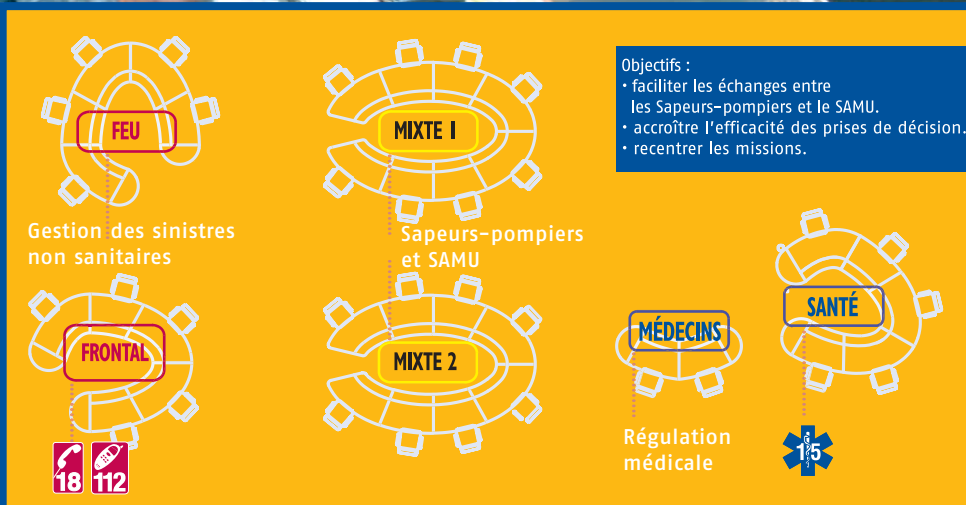 FEU
MIXTE 1
Objectifs :
• faciliter les échanges entre
les Sapeurs-pompiers et le SAMU.
• accroître l'efficacité des prises de décision.
• recentrer les missions.
Gestion des sinistres
non sanitaires
Sapeurs-pompiers
et SAMU
FRONTAL
MIXTE 2
MÉDECINS
SANTÉ
Régulation
médicale
18
112
15